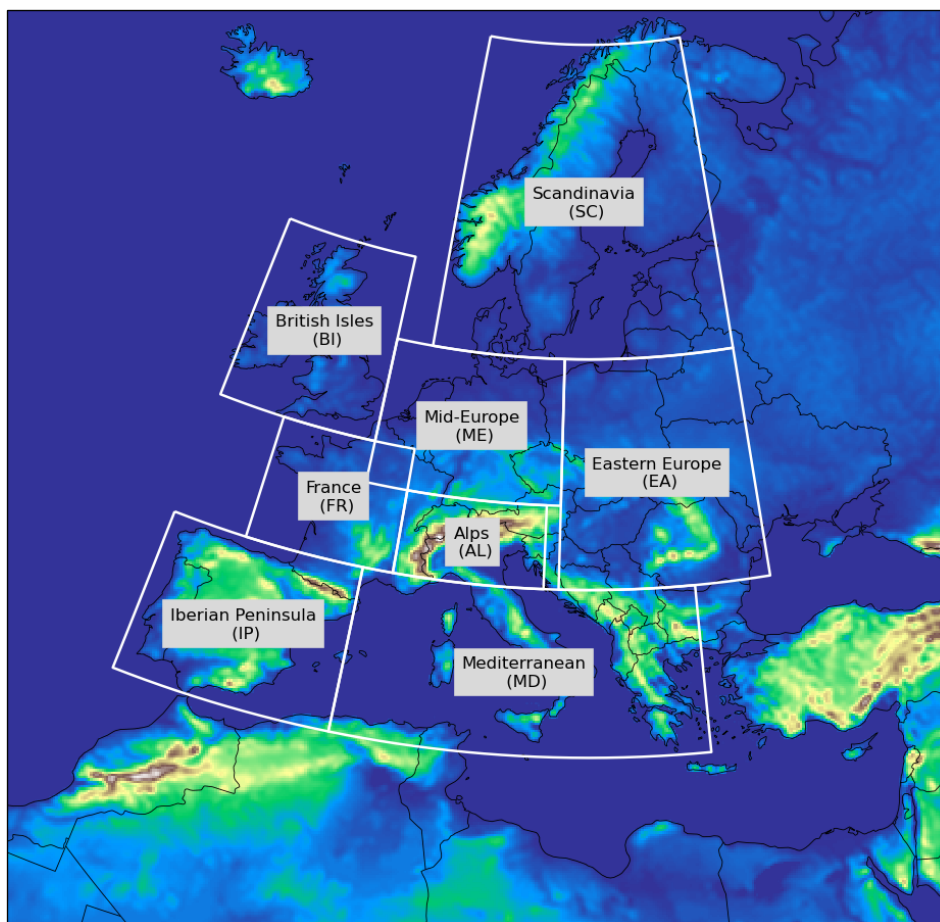 Scandinavia
(SC)
British Isles
(BI)
Mid-Europe
(ME)
Eastern Europe
(EA)
France
(FR)
Alps
(AL)
Iberian Peninsula
(IP)
Mediterranean
(MD)